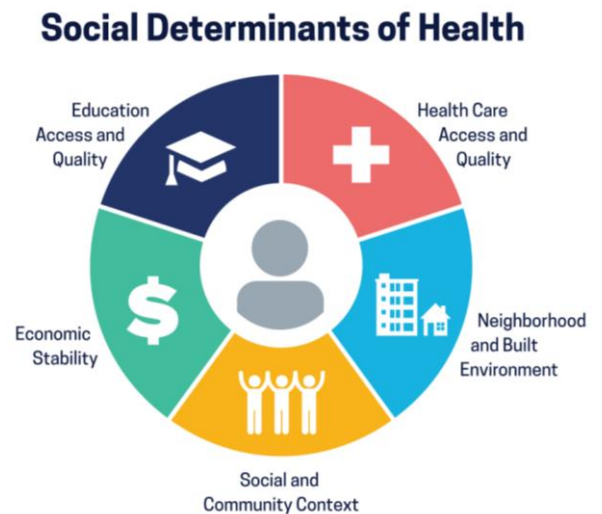 Social Determinants of Health
Education
Access and
Quality
Health Care
Access and
Quality
Economic
Stability
$
Neighborhood
and Built
Environment
Social and
Community Context